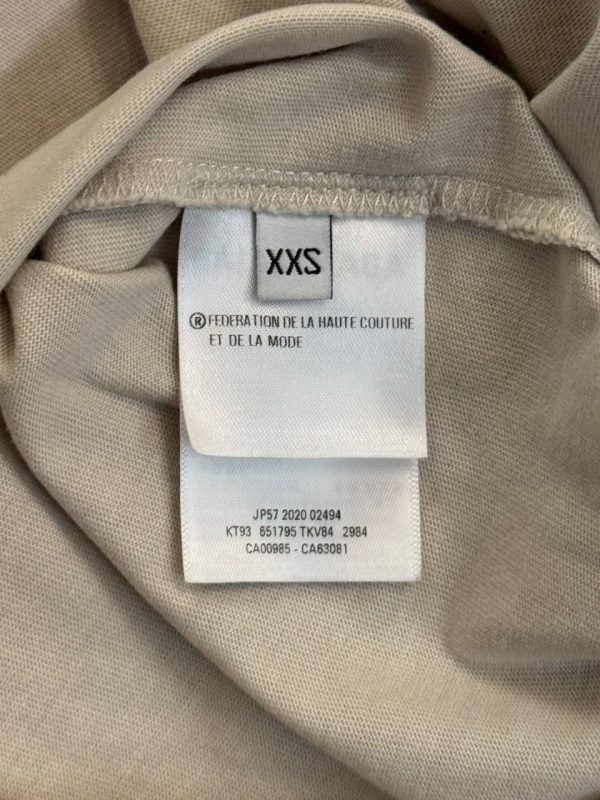 XXS
®FEDERATION DE LA HAUTE COUTURE
ET DE LA MODE
JP57 2020 02494
KT93 651795 TKV84 2984
CA00985 - CA63081